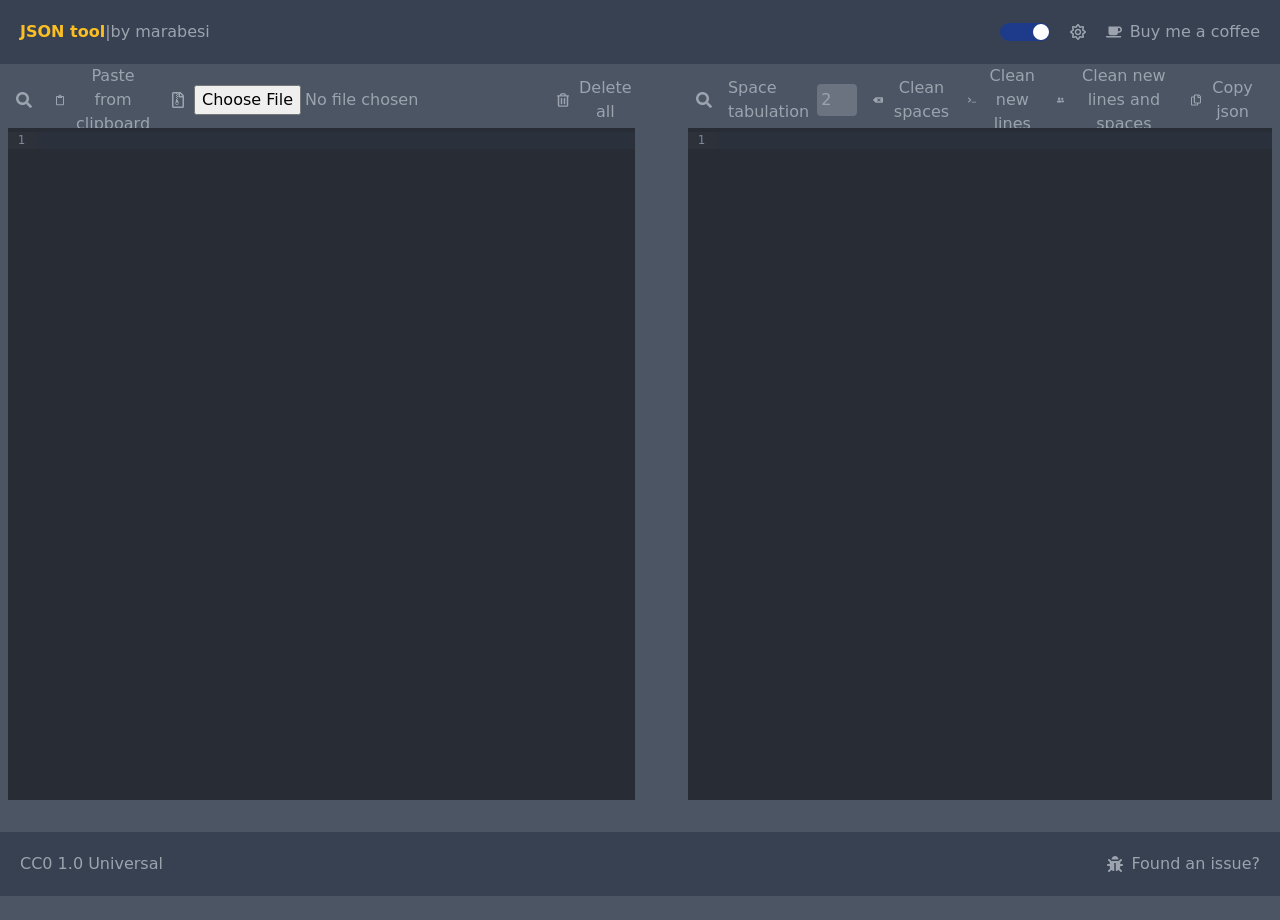 JSON tool|by marabesi
Buy me a coffee
Paste
from
clipboard
Choose File No file chosen
Delete
all
Space
tabulation
2
Clean
spaces
Clean
new
lines
Clean new
lines and
spaces
Copy
json
1
1
CC0 1.0 Universal
Found an issue?